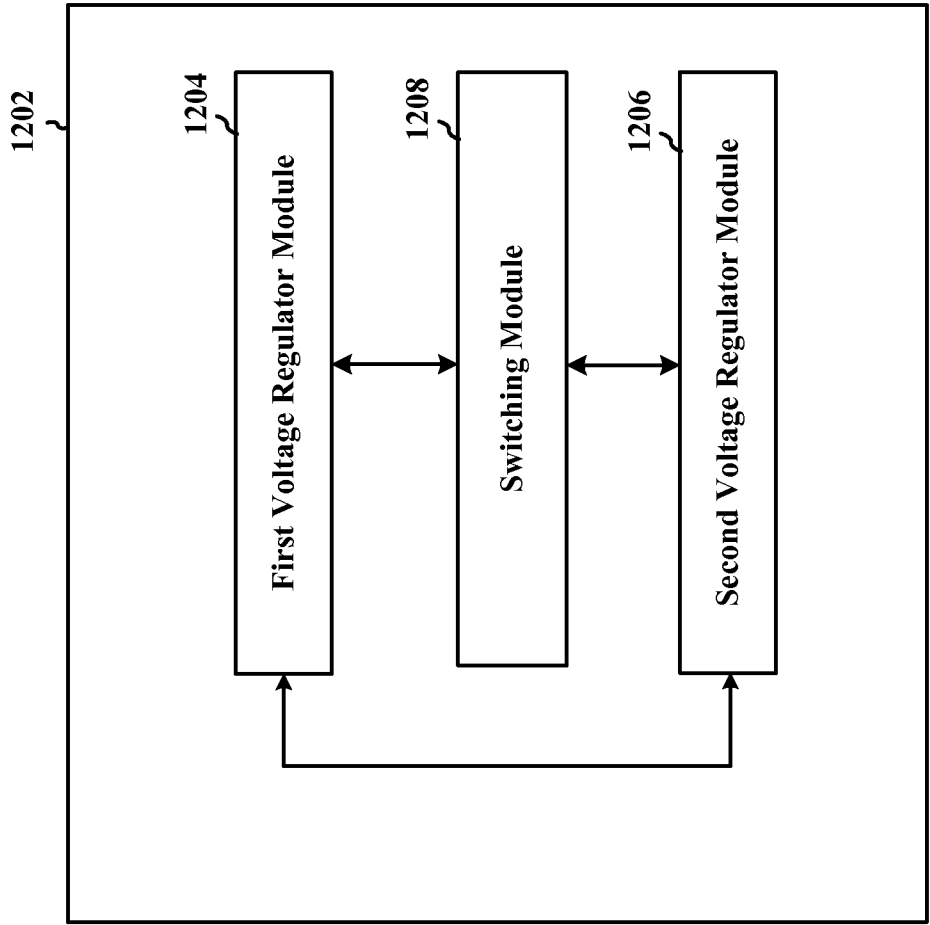 1202
1204
First Voltage Regulator Module
1208
Switching Module
1206
Second Voltage Regulator Module